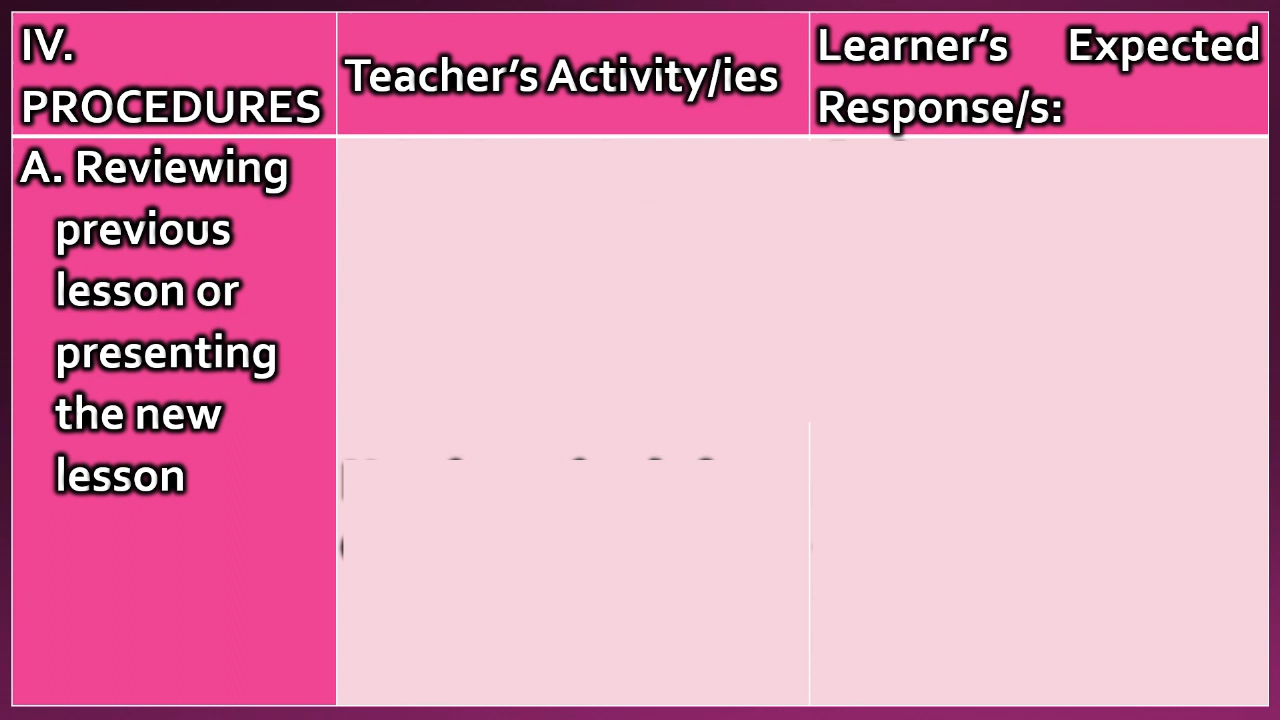 IV.
PROCEDURES
Teacher’s Activity/ies
Learner’s Expected
Response/s:
A. Reviewing
previous
lesson or
presenting
the new
lesson